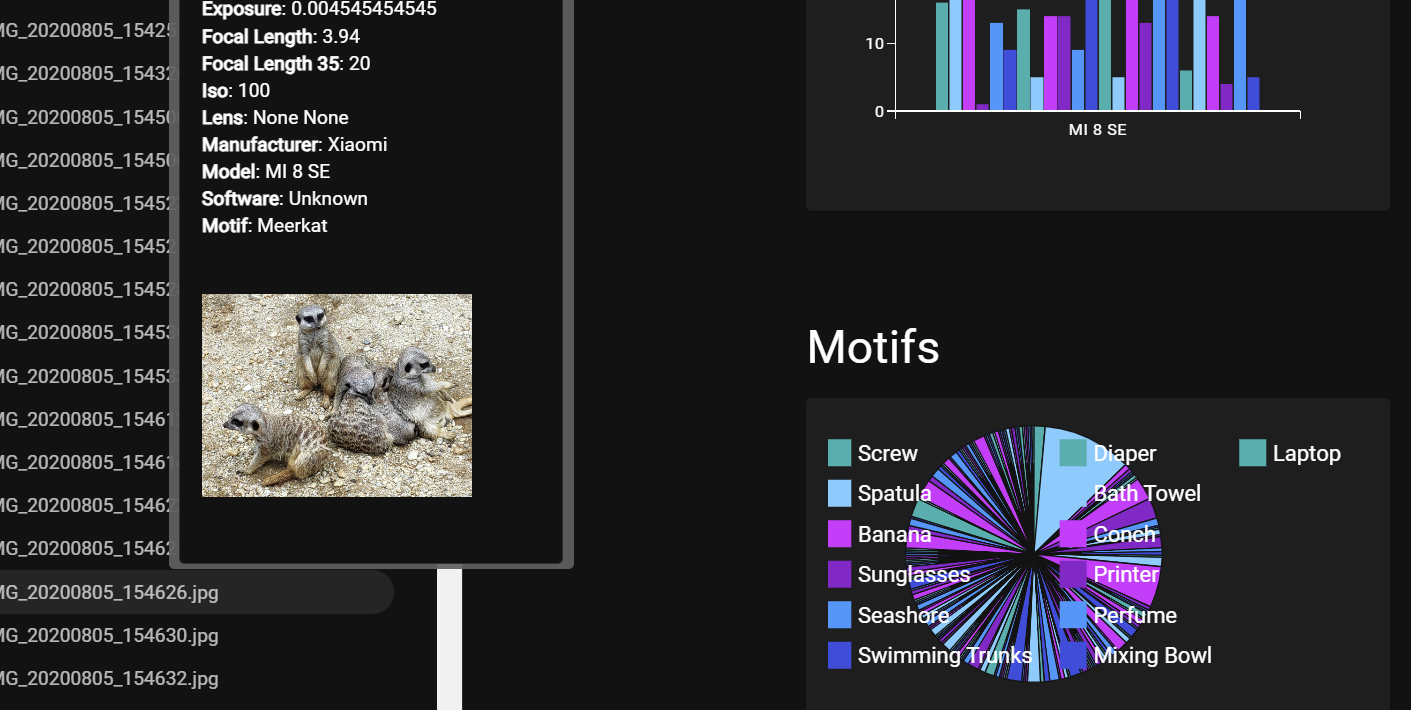 MG_20200805_15425
MG_20200805_15432
MG_20200805_15450
MG_20200805_15450
MG_20200805_1545
MG_20200805_1545
MG_20200805_1545
MG_20200805_15453
MG_20200805_15453
MG_20200805_15461
MG_20200805_15461
MG_20200805_15462
MG_20200805_15462
MG_20200805_154626.jpg
MG_20200805_154630.jpg
MG_20200805_154632.jpg
Exposure: 0.004545454545
Focal Length: 3.94
Focal Length 35: 20
Iso: 100
Lens: None None
Manufacturer: Xiaomi
Model: MI 8 SE
Software: Unknown
Motif: Meerkat
10
0
MI 8 SE
Motifs
Screw
Spatula
Banana
Sunglasses
Seashore
Swimming Trunks
Diaper
Bath Towel
Conch
Printer
Perfume
Mixing Bowl
Laptop